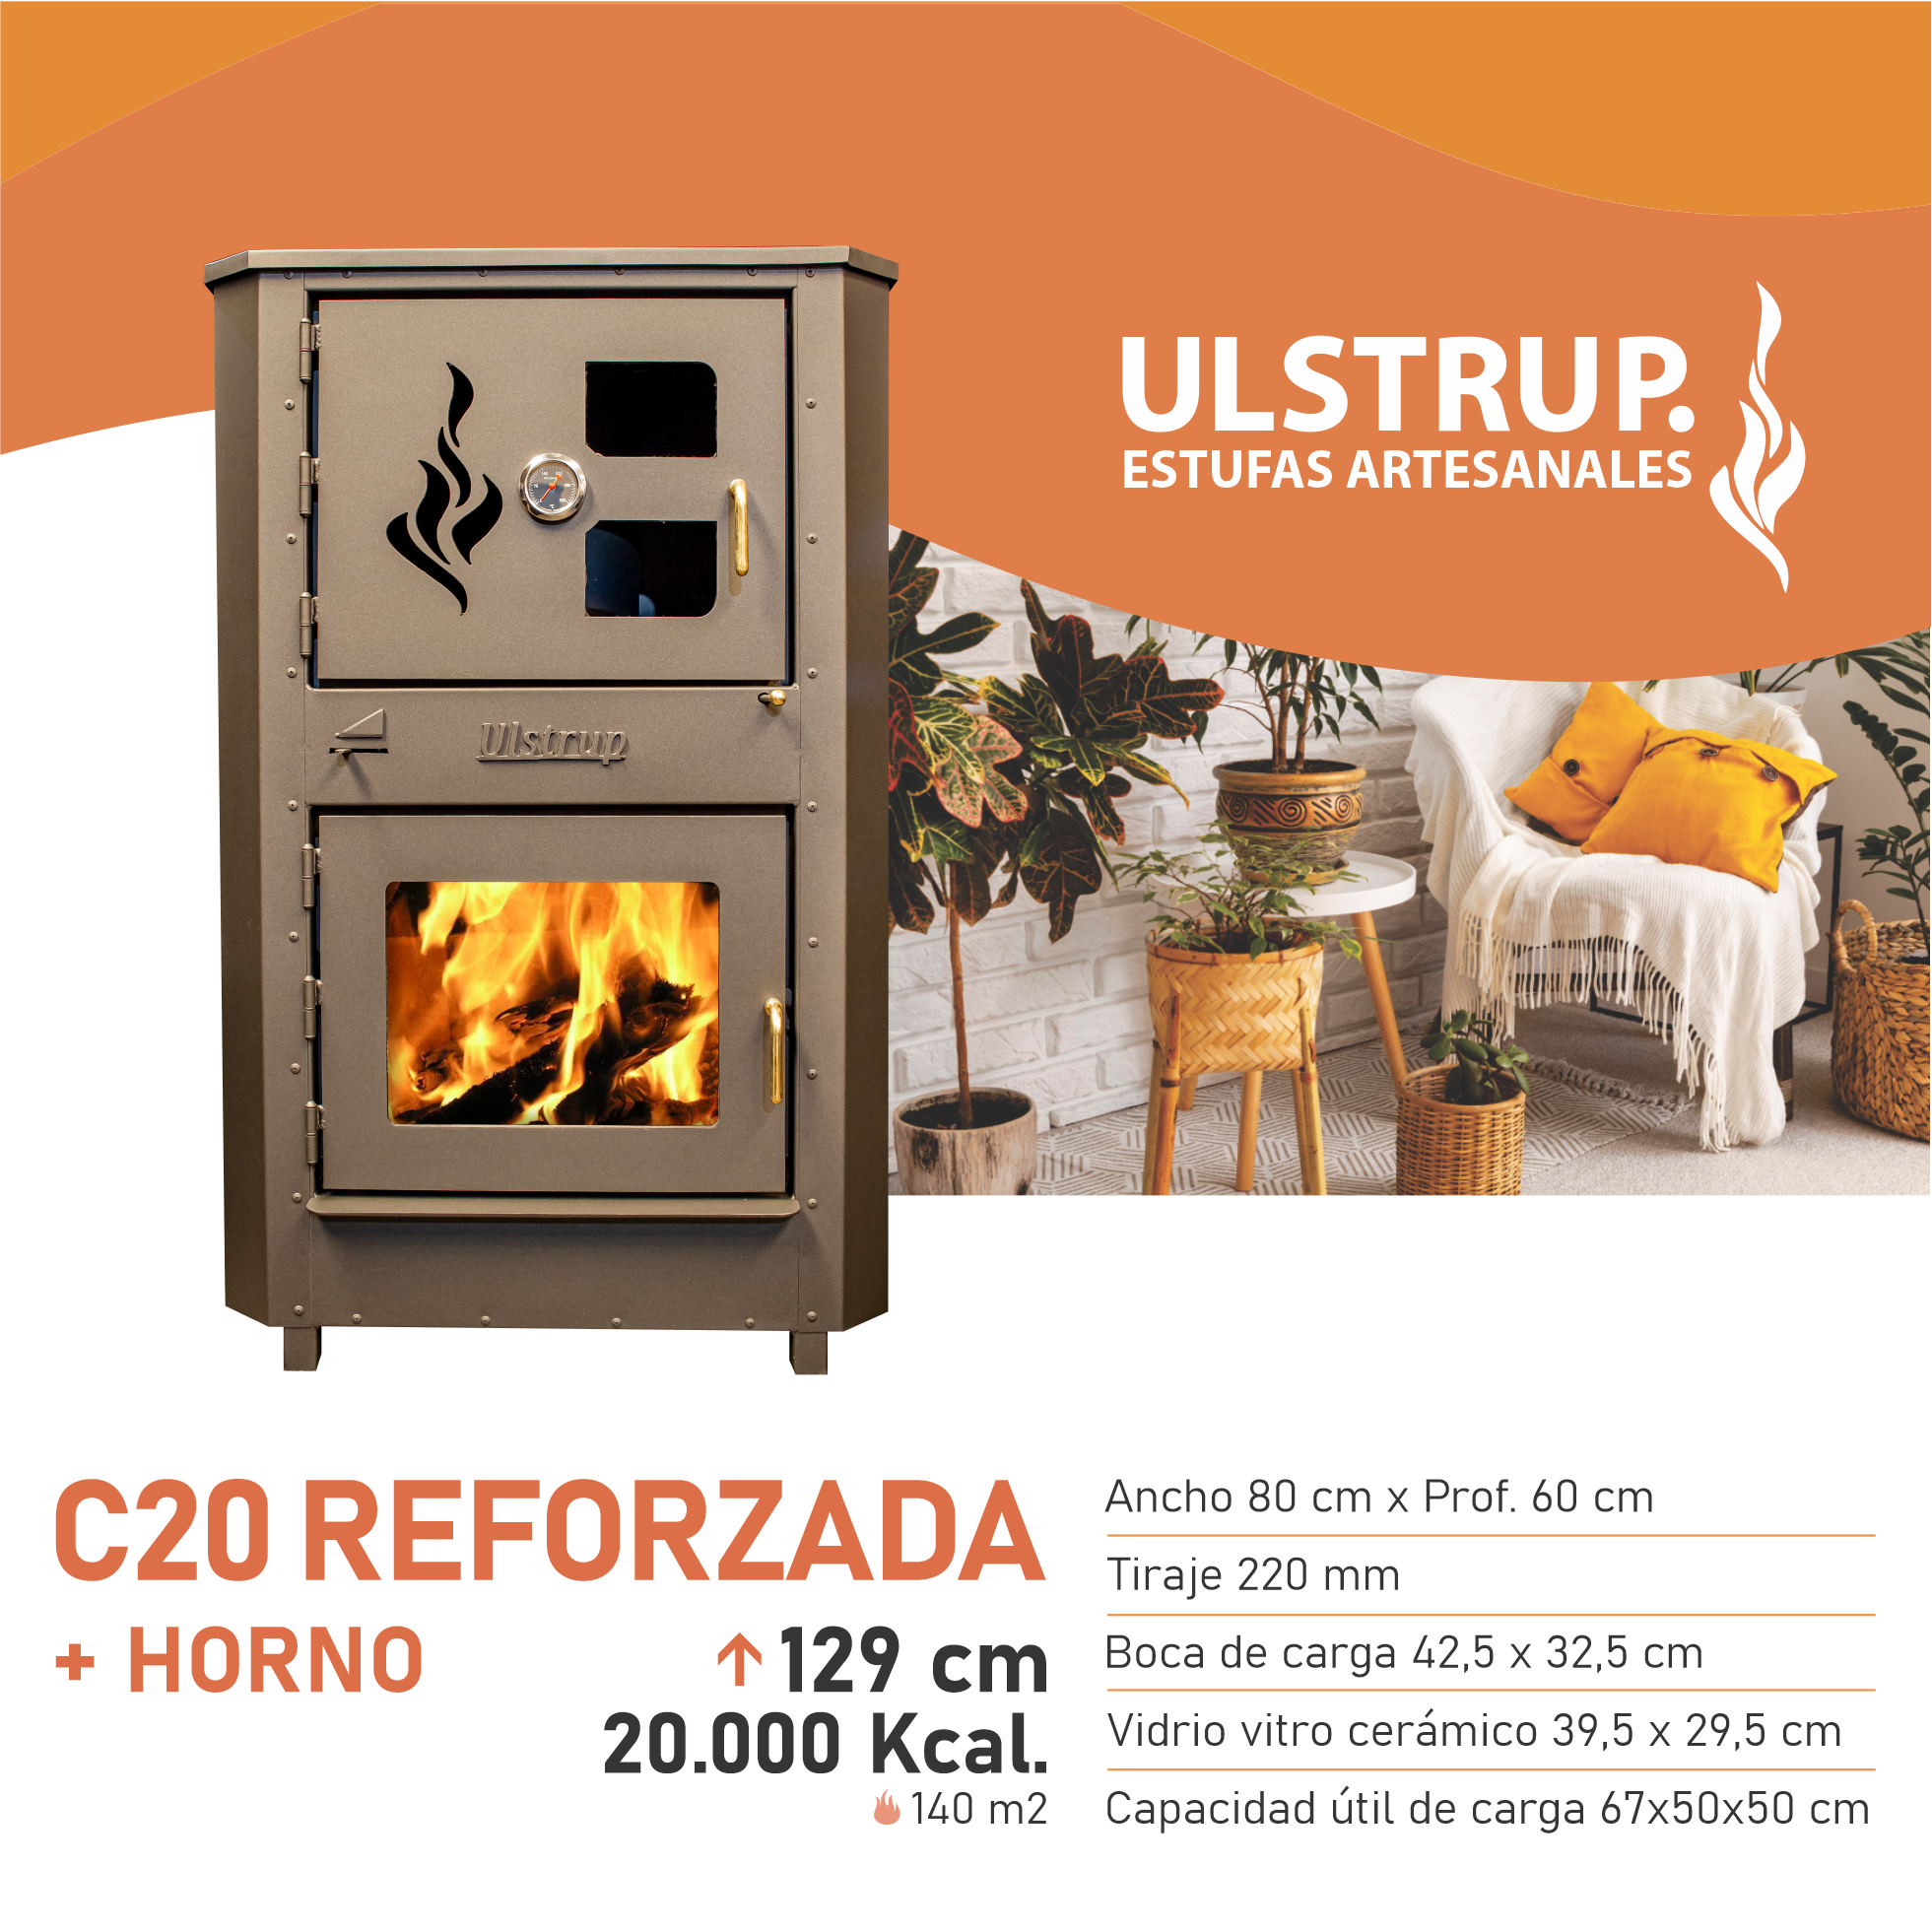 ULSTRUP.
ESTUFAS ARTESANALES
Ulstrup
C20 REFORZADA
+ HORNO
129 cm
20.000 Kcal.
140 m2
Ancho 80 cm x Prof. 60 cm
Tiraje 220 mm
Boca de carga 42,5 x 32,5 cm
Vidrio vitro cerámico 39,5 x 29,5 cm
Capacidad útil de carga 67x50x50 cm